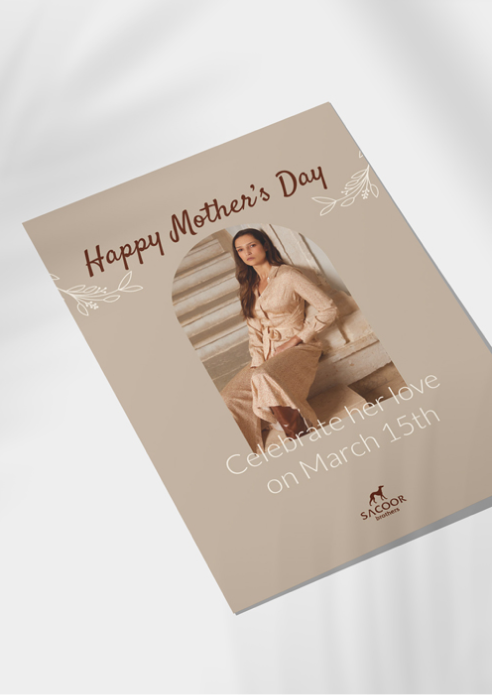 Happy Mother's Day
Celebrate her love
on March 15th
SACOOR
brothers